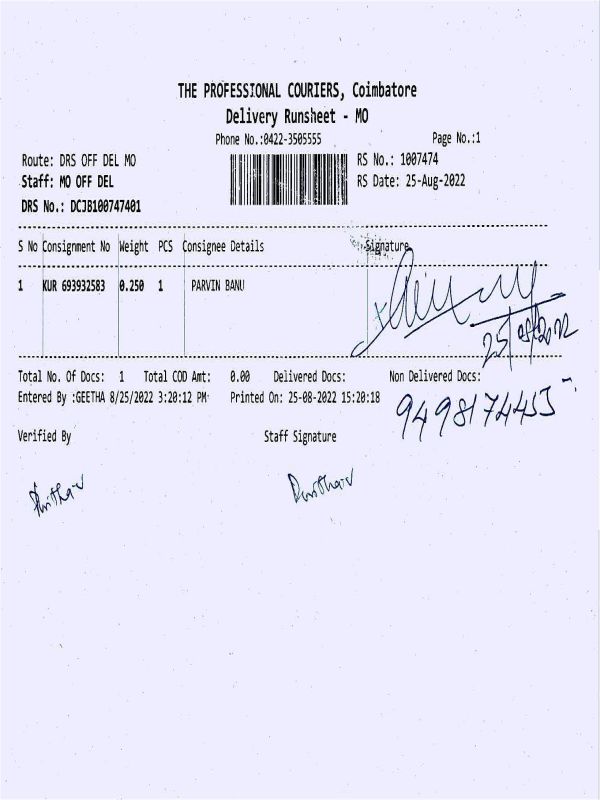 THE PROFESSIONAL COURIERS, Coimbatore
Delivery Runsheet - MO
Phone No.:0422-3505555 Page No.:1
Route: DRS OFF DEL MO RS No.: 1007474
Staff: MO OFF DEL RS Date: 25-Aug-2022
DRS No.: DCJB100747401
S No Consignment No Weight PCS Consignee Details Signature
1 KUR 693932583 0.250 1 PARVIN BANU
25/08/2022
Total No. Of Docs: 1 Total COD Amt: 0.00 Delivered Docs: Non Delivered Docs:
Entered By :GEETHA 8/25/2022 3:20:12 PM Printed On: 25-08-2022 15:20:18
9498174453
Verified By Staff Signature